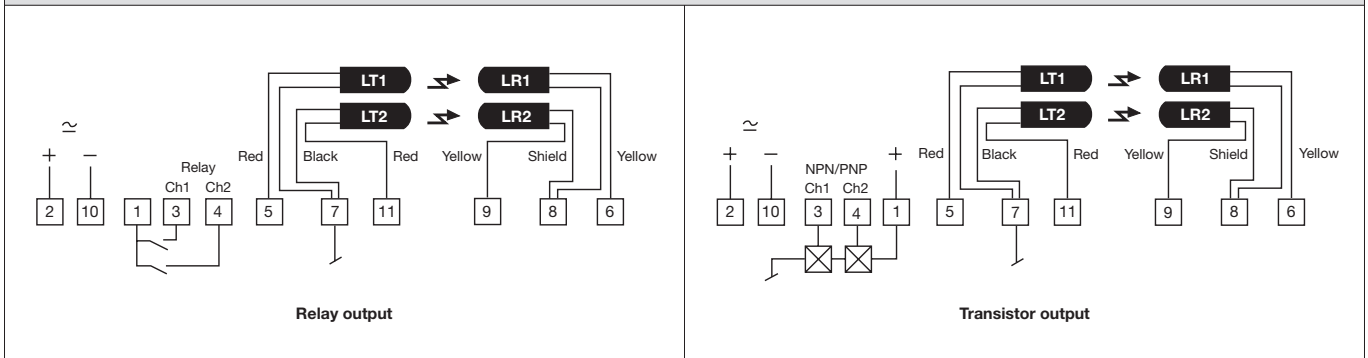 LT1 LR1
LT2 LR2
≃
+ −
Red Black Red Yellow Shield Yellow
Relay
Ch1 Ch2
2 10 1 3 4 5 7 11 9 8 6
Relay output
LT1 LR1
LT2 LR2
≃
+ − +
Red Black Red Yellow Shield Yellow
NPN/PNP
Ch1 Ch2
2 10 3 4 1 5 7 11 9 8 6
Transistor output